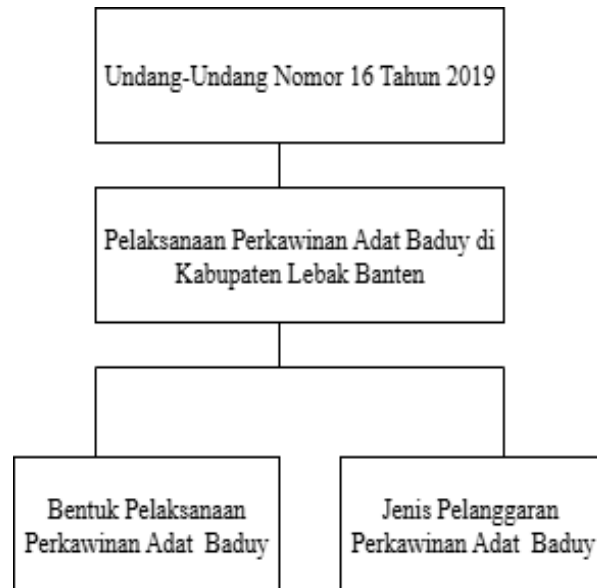 Undang-Undang Nomor 16 Tahun 2019
Pelaksanaan Perkawinan Adat Baduy di
Kabupaten Lebak Banten
Bentuk Pelaksanaan
Perkawinan Adat Baduy
Jenis Pelanggaran
Perkawinan Adat Baduy